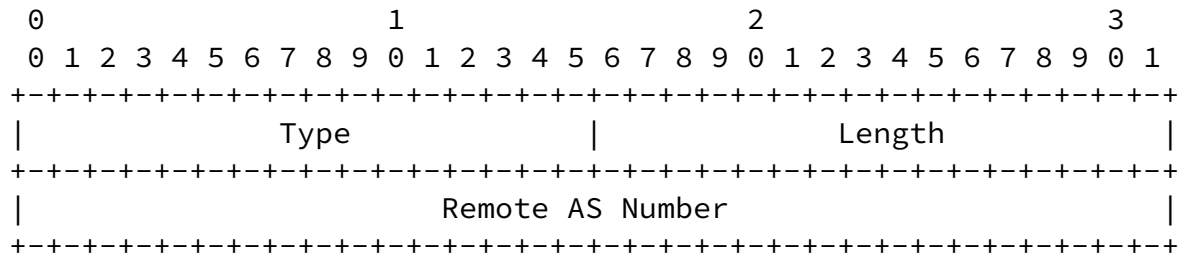 0                   1                   2                   3
 0 1 2 3 4 5 6 7 8 9 0 1 2 3 4 5 6 7 8 9 0 1 2 3 4 5 6 7 8 9 0 1
+-+-+-+-+-+-+-+-+-+-+-+-+-+-+-+-+-+-+-+-+-+-+-+-+-+-+-+-+-+-+-+-+
|              Type             |             Length            |
+-+-+-+-+-+-+-+-+-+-+-+-+-+-+-+-+-+-+-+-+-+-+-+-+-+-+-+-+-+-+-+-+
|                       Remote AS Number                        |
+-+-+-+-+-+-+-+-+-+-+-+-+-+-+-+-+-+-+-+-+-+-+-+-+-+-+-+-+-+-+-+-+